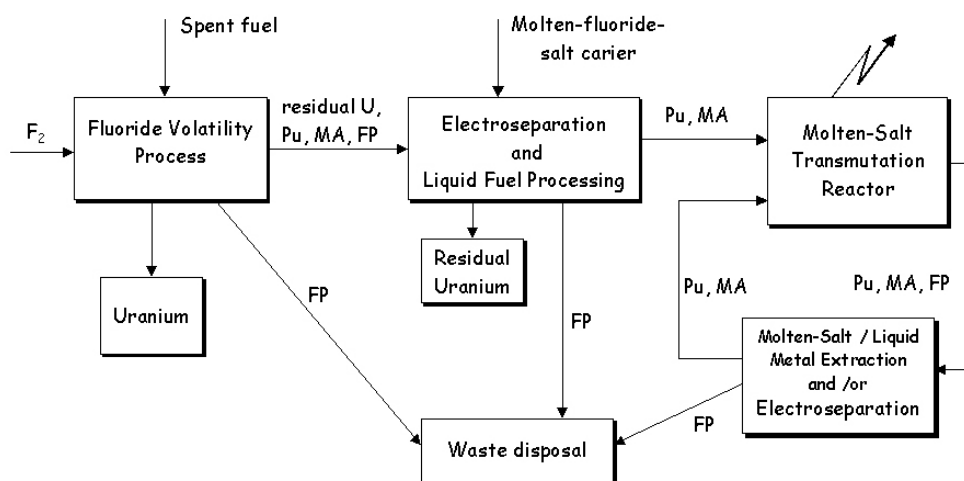 Spent fuel
Molten-fluoride-
salt carier
F2
Fluoride Volatility
Process
residual U,
Pu, MA, FP
Electroseparation
and
Liquid Fuel Processing
Pu, MA
Molten-Salt
Transmutation
Reactor
Uranium
FP
Residual
Uranium
FP
Pu, MA
Pu, MA, FP
Molten-Salt / Liquid
Metal Extraction
and /or
Electroseparation
FP
Waste disposal